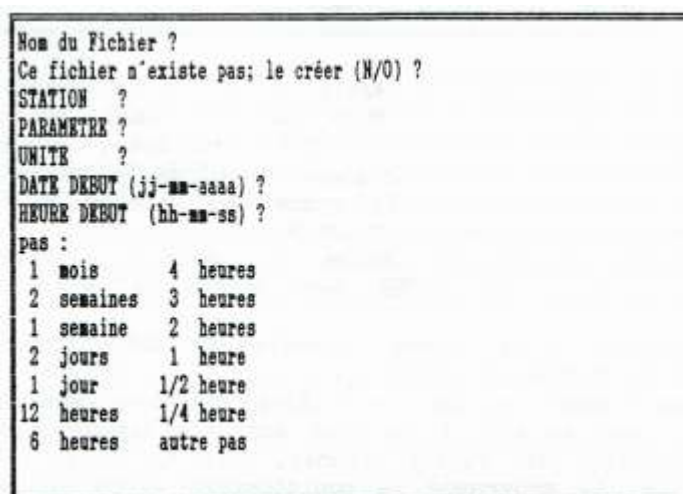 Nom du Fichier ?
Ce fichier n'existe pas; le créer (N/O) ?
STATION ?
PARAMETRE ?
UNITE ?
DATE DEBUT (jj-mm-aaaa) ?
HEURE DEBUT (hh-mm-ss) ?
pas :
1 mois 4 heures
2 semaines 3 heures
1 semaine 2 heures
2 jours 1 heure
1 jour 1/2 heure
12 heures 1/4 heure
6 heures autre pas